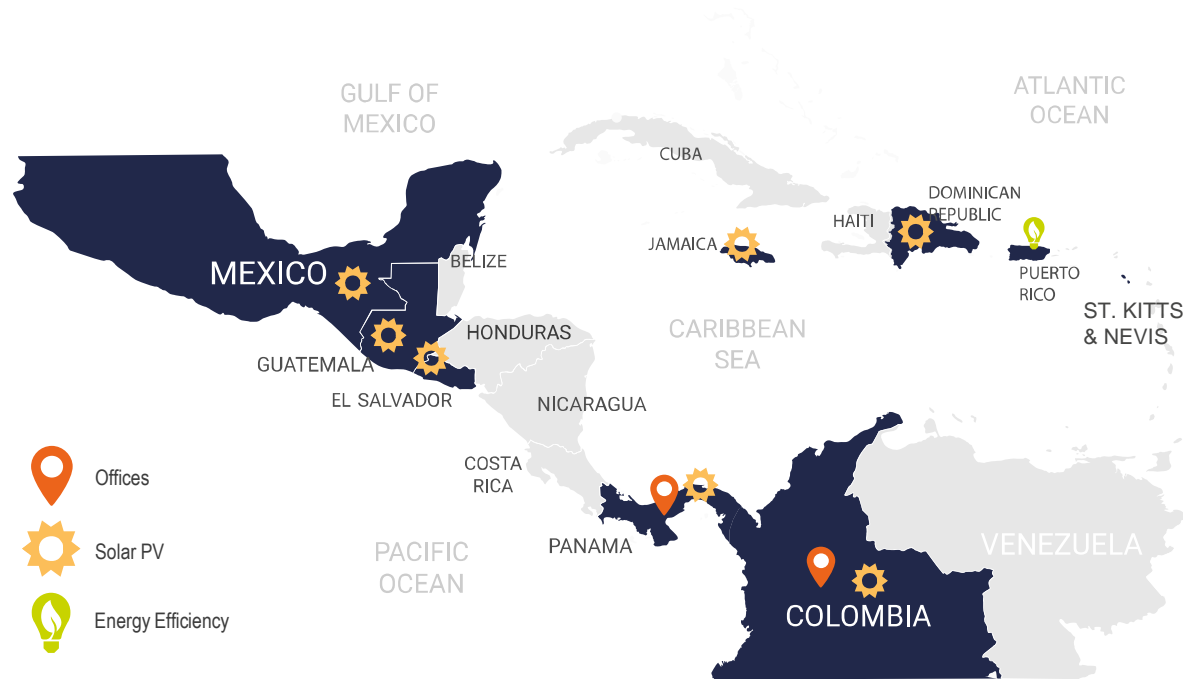 GULF OF
MEXICO
ATLANTIC
OCEAN
CUBA
DOMINICAN
REPUBLIC
HAITI
JAMAICA
BELIZE
MEXICO
PUERTO
RICO
ST. KITTS
& NEVIS
CARIBBEAN
SEA
HONDURAS
GUATEMALA
EL SALVADOR
NICARAGUA
COSTA
RICA
PANAMA
PACIFIC
OCEAN
VENEZUELA
COLOMBIA
Offices
Solar PV
Energy Efficiency